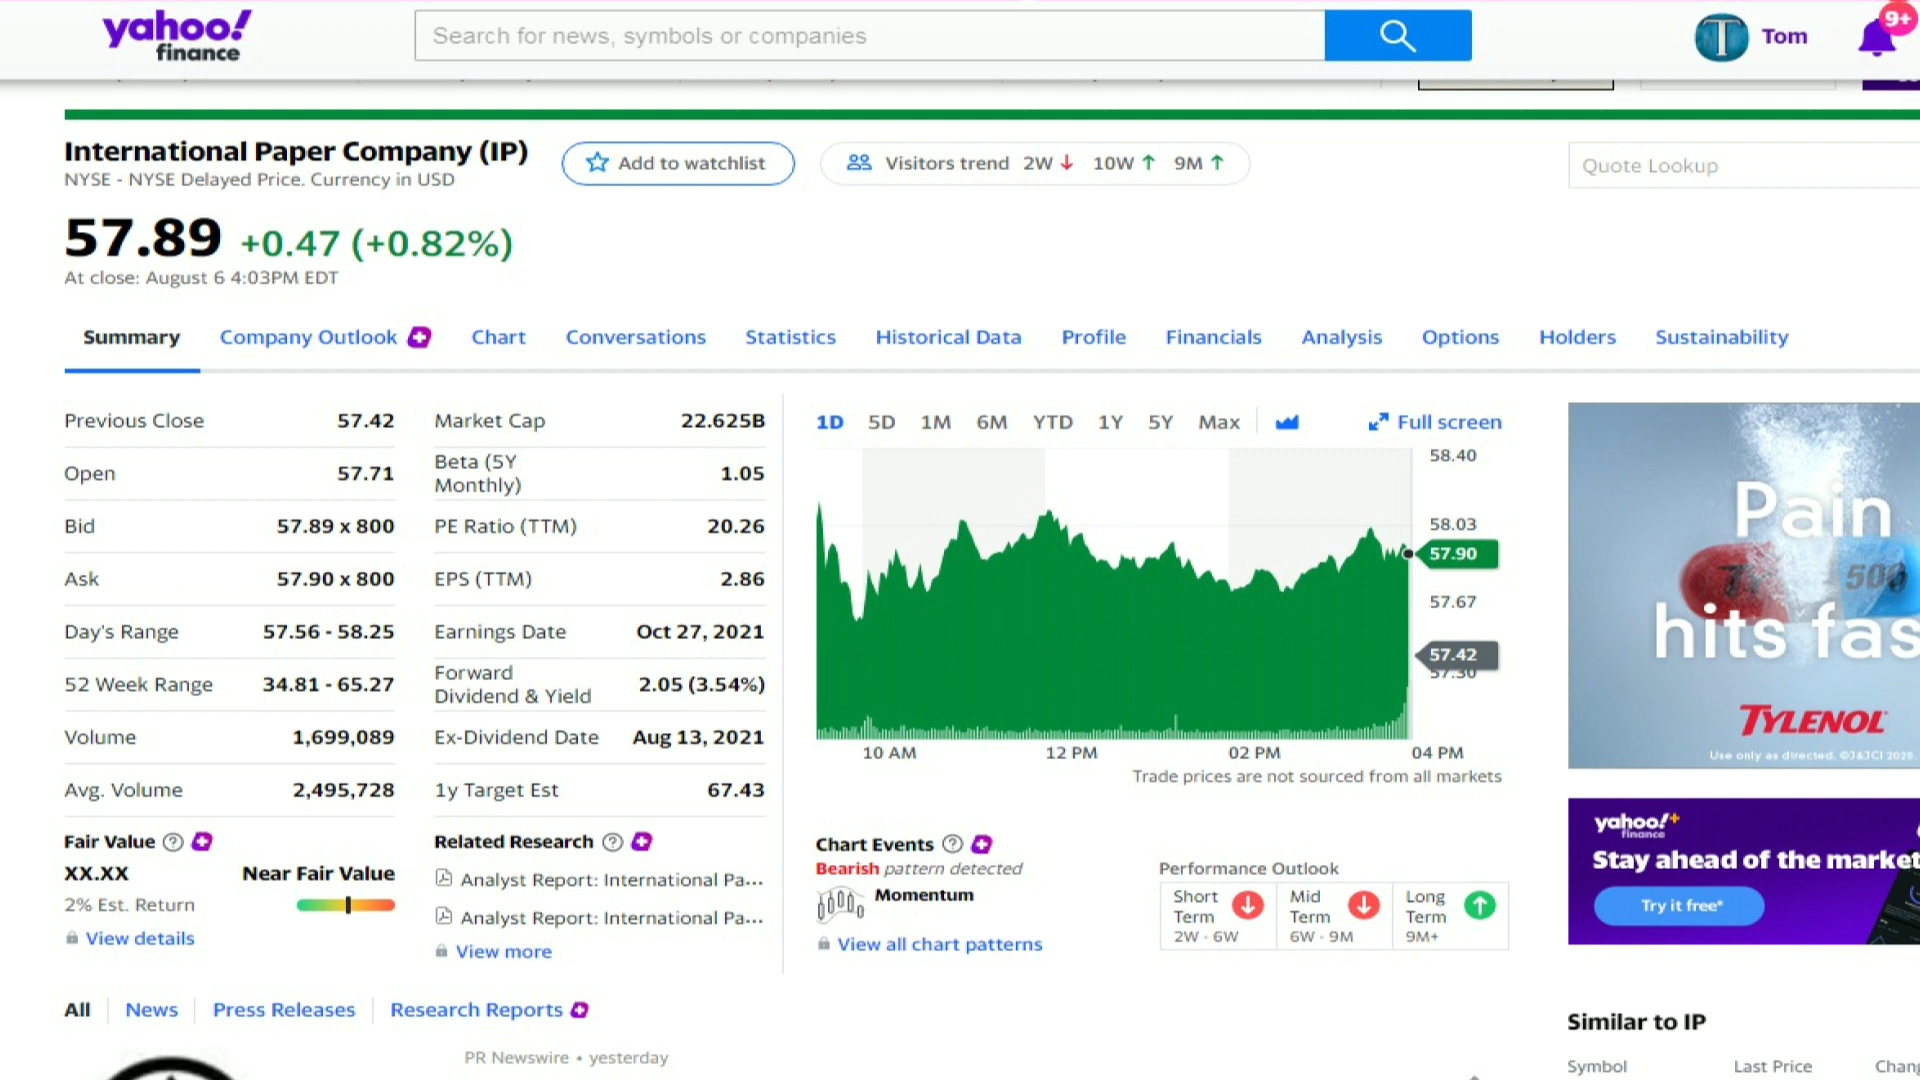 yahoo!
finance
Search for news, symbols or companies
Tom
9+
International Paper Company (IP)
NYSE - NYSE Delayed Price. Currency in USD
Add to watchlist
Visitors trend 2W 10W 9M
Quote Lookup
57.89 +0.47 (+0.82%)
At close: August 6 4:03PM EDT
Summary Company Outlook Chart Conversations Statistics Historical Data Profile Financials Analysis Options Holders Sustainability
Previous Close 57.42
Open 57.71
Bid 57.89 x 800
Ask 57.90 x 800
Day's Range 57.56 - 58.25
52 Week Range 34.81 - 65.27
Volume 1,699,089
Avg. Volume 2,495,728
Market Cap 22.625B
Beta (5Y
Monthly) 1.05
PE Ratio (TTM) 20.26
EPS (TTM) 2.86
Earnings Date Oct 27, 2021
Forward
Dividend & Yield 2.05 (3.54%)
Ex-Dividend Date Aug 13, 2021
1y Target Est 67.43
1D 5D 1M 6M YTD 1Y 5Y Max Full screen
58.40
58.03
57.90
57.67
57.42
57.30
10 AM 12 PM 02 PM 04 PM
Trade prices are not sourced from all markets
Fair Value
XX.XX Near Fair Value
2% Est. Return
View details
Related Research
Analyst Report: International Pa...
Analyst Report: International Pa...
View more
Chart Events
Bearish pattern detected
Momentum
View all chart patterns
Performance Outlook
Short
Term
2W - 6W
Mid
Term
6W - 9M
Long
Term
9M+
Pain
500
hits fas
TYLENOL
Use only as directed. ©J&JCI 2020.
yahoo!+
finance
Stay ahead of the market
Try it free*
All News Press Releases Research Reports
PR Newswire • yesterday
Similar to IP
Symbol Last Price Chang